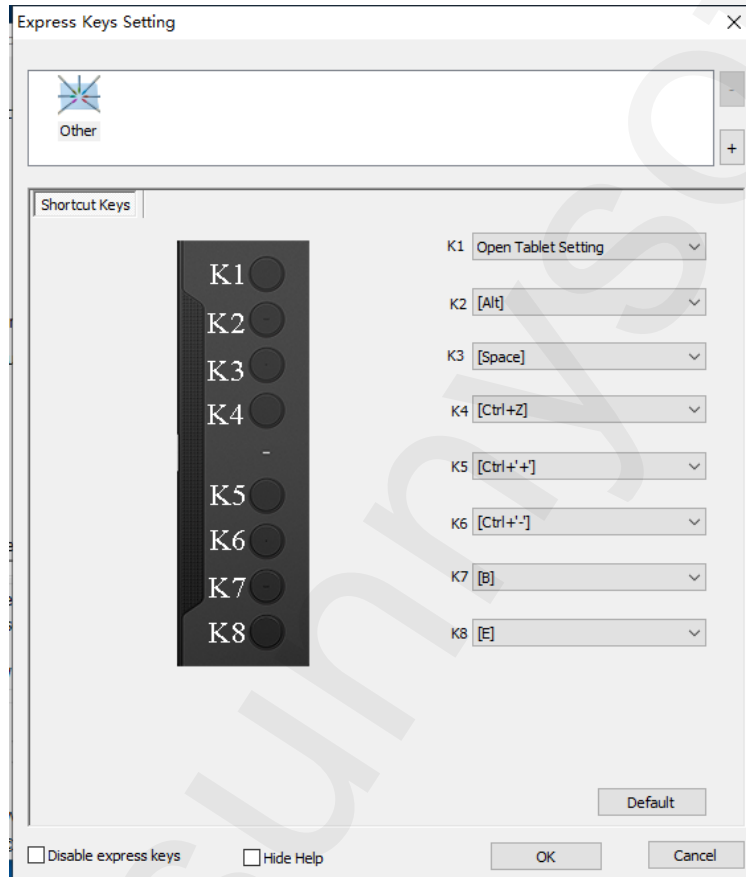 Express Keys Setting
-
Other
+
Shortcut Keys
K1
K2
K3
K4
-
K5
K6
K7
K8
K1 Open Tablet Setting
K2 [Alt]
K3 [Space]
K4 [Ctrl+Z]
K5 [Ctrl+'+']
K6 [Ctrl+'-']
K7 [B]
K8 [E]
Default
Disable express keys
Hide Help
OK
Cancel
sunnyso